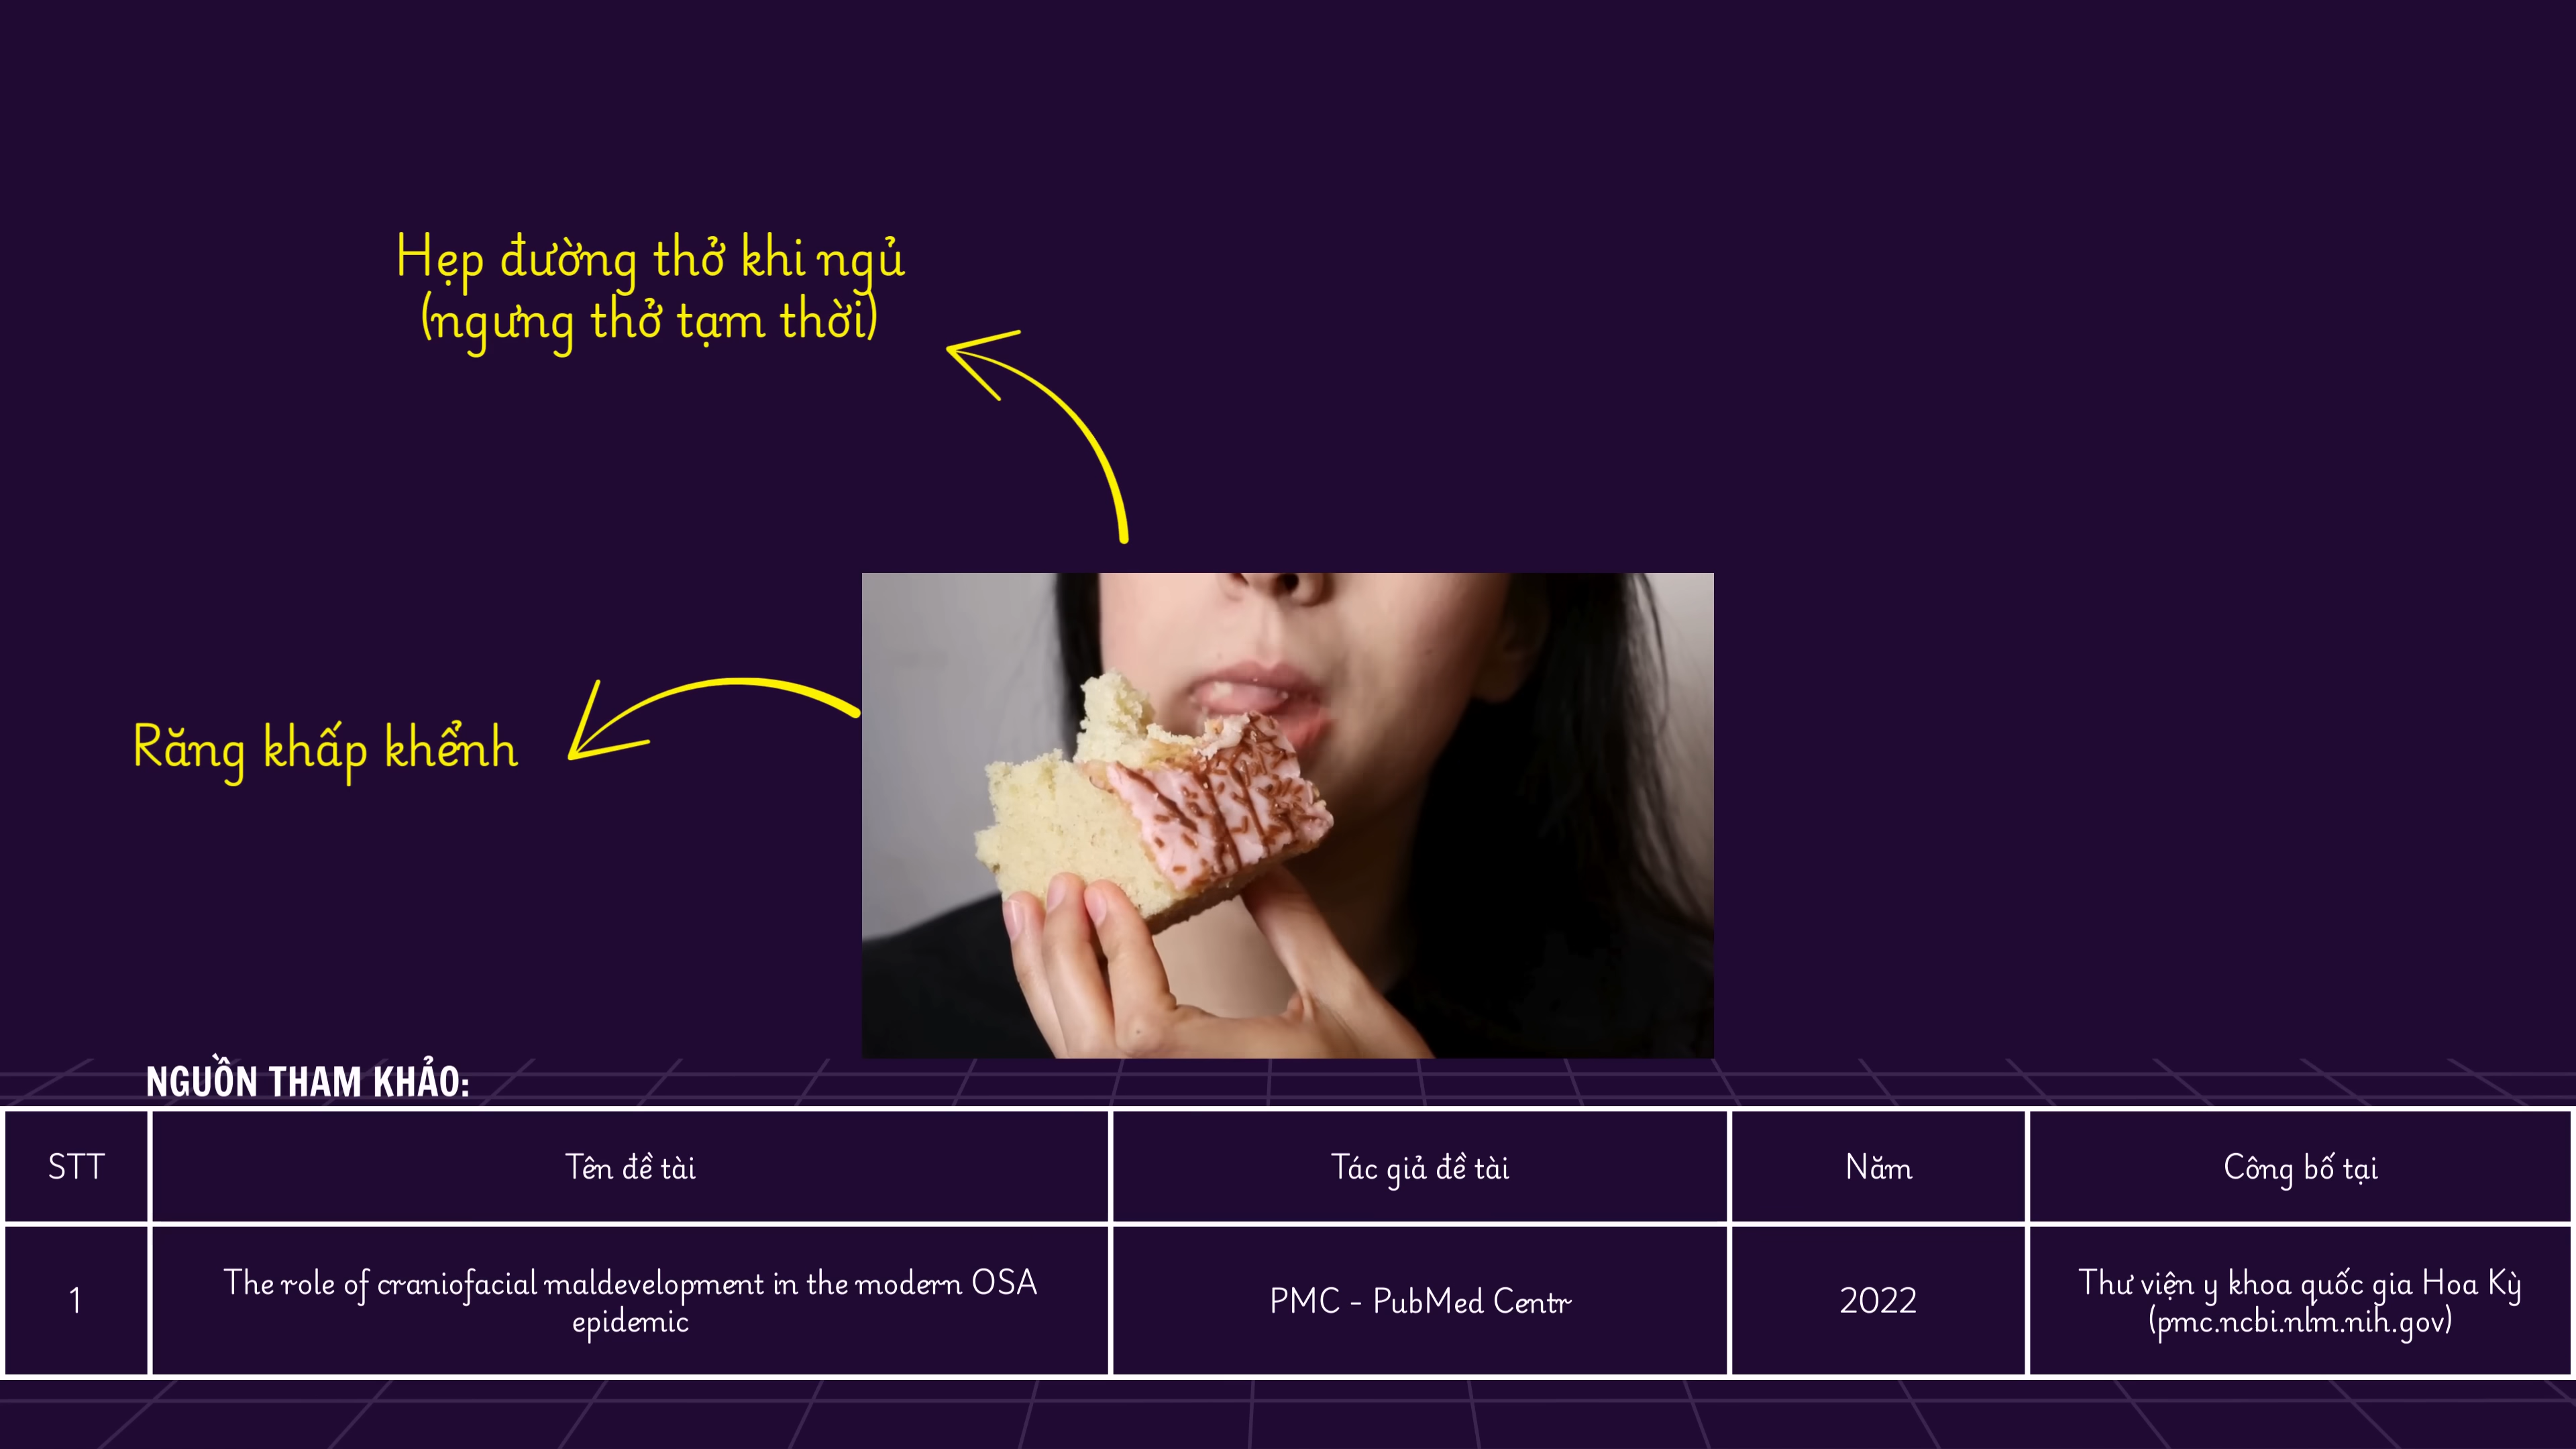 Hẹp đường thở khi ngủ
(ngưng thở tạm thời)
Răng khấp khểnh
NGUỒN THAM KHẢO:
STT
Tên đề tài
Tác giả đề tài
Năm
Công bố tại
1
The role of craniofacial maldevelopment in the modern OSA
epidemic
PMC - PubMed Centr
2022
Thư viện y khoa quốc gia Hoa Kỳ
(pmc.ncbi.nlm.nih.gov)